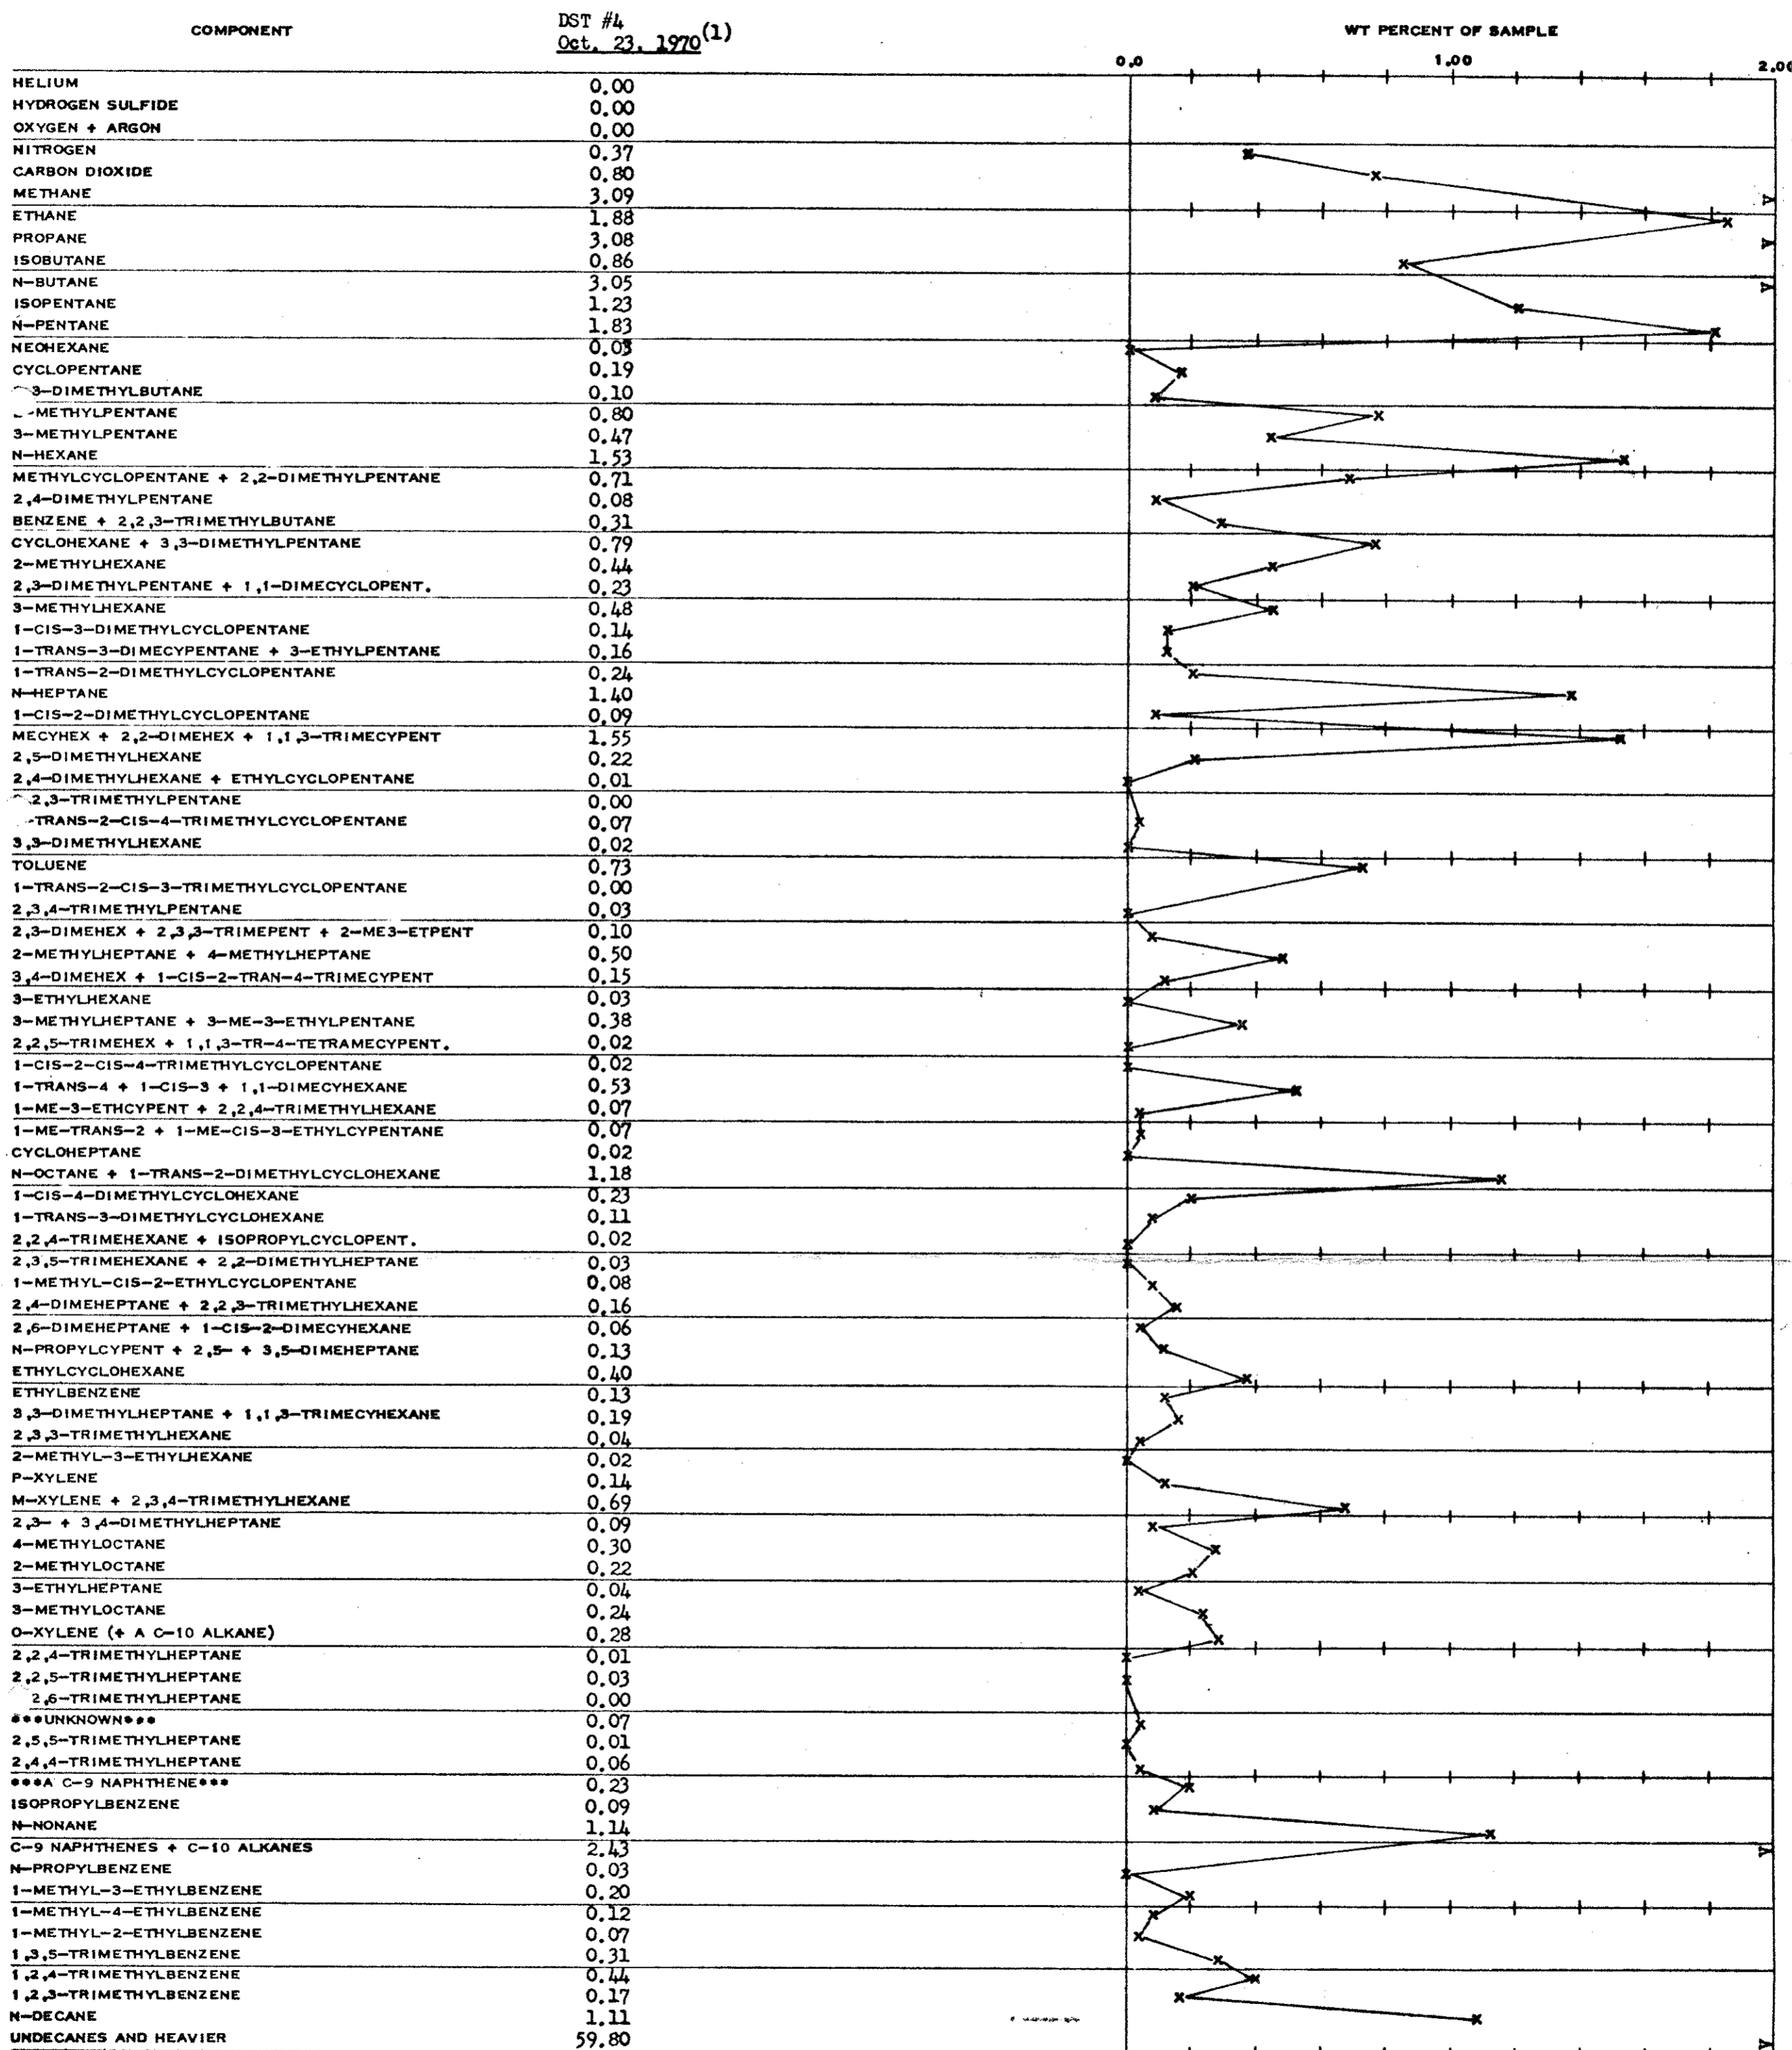 COMPONENT DST #4 WT PERCENT OF SAMPLE
Oct. 23, 1970 (1)
0.0 1.00 2.00
HELIUM 0.00
HYDROGEN SULFIDE 0.00
OXYGEN + ARGON 0.00
NITROGEN 0.37
CARBON DIOXIDE 0.80
METHANE 3.09
ETHANE 1.88
PROPANE 3.08
ISOBUTANE 0.86
N-BUTANE 3.05
ISOPENTANE 1.23
N-PENTANE 1.83
NEOHEXANE 0.03
CYCLOPENTANE 0.19
3-DIMETHYLBUTANE 0.10
-METHYLPENTANE 0.80
3-METHYLPENTANE 0.47
N-HEXANE 1.53
METHYLCYCLOPENTANE + 2,2-DIMETHYLPENTANE 0.71
2,4-DIMETHYLPENTANE 0.08
BENZENE + 2,2,3-TRIMETHYLBUTANE 0.31
CYCLOHEXANE + 3,3-DIMETHYLPENTANE 0.79
2-METHYLHEXANE 0.44
2,3-DIMETHYLPENTANE + 1,1-DIMECYCLOPENT. 0.23
3-METHYLHEXANE 0.48
1-CIS-3-DIMETHYLCYCLOPENTANE 0.14
1-TRANS-3-DIMECYPENTANE + 3-ETHYLPENTANE 0.16
1-TRANS-2-DIMETHYLCYCLOPENTANE 0.24
N-HEPTANE 1.40
1-CIS-2-DIMETHYLCYCLOPENTANE 0.09
MECYHEX + 2,2-DIMEHEX + 1,1,3-TRIMECYPENT 1.55
2,5-DIMETHYLHEXANE 0.22
2,4-DIMETHYLHEXANE + ETHYLCYCLOPENTANE 0.01
2,3-TRIMETHYLPENTANE 0.00
-TRANS-2-CIS-4-TRIMETHYLCYCLOPENTANE 0.07
3,3-DIMETHYLHEXANE 0.02
TOLUENE 0.73
1-TRANS-2-CIS-3-TRIMETHYLCYCLOPENTANE 0.00
2,3,4-TRIMETHYLPENTANE 0.03
2,3-DIMEHEX + 2,3,3-TRIMEPENT + 2-ME3-ETPENT 0.10
2-METHYLHEPTANE + 4-METHYLHEPTANE 0.50
3,4-DIMEHEX + 1-CIS-2-TRAN-4-TRIMECYPENT 0.15
3-ETHYLHEXANE 0.03
3-METHYLHEPTANE + 3-ME-3-ETHYLPENTANE 0.38
2,2,5-TRIMEHEX + 1,1,3-TR-4-TETRAMECYPENT. 0.02
1-CIS-2-CIS-4-TRIMETHYLCYCLOPENTANE 0.02
1-TRANS-4 + 1-CIS-3 + 1,1-DIMECYHEXANE 0.53
1-ME-3-ETHCYPENT + 2,2,4-TRIMETHYLHEXANE 0.07
1-ME-TRANS-2 + 1-ME-CIS-3-ETHYLCYPENTANE 0.07
CYCLOHEPTANE 0.02
N-OCTANE + 1-TRANS-2-DIMETHYLCYCLOHEXANE 1.18
1-CIS-4-DIMETHYLCYCLOHEXANE 0.23
1-TRANS-3-DIMETHYLCYCLOHEXANE 0.11
2,2,4-TRIMEHEXANE + ISOPROPYLCYCLOPENT. 0.02
2,3,5-TRIMEHEXANE + 2,2-DIMETHYLHEPTANE 0.03
1-METHYL-CIS-2-ETHYLCYCLOPENTANE 0.08
2,4-DIMEHEPTANE + 2,2,3-TRIMETHYLHEXANE 0.16
2,6-DIMEHEPTANE + 1-CIS-2-DIMECYHEXANE 0.06
N-PROPYLCYPENT + 2,5- + 3,5-DIMEHEPTANE 0.13
ETHYLCYCLOHEXANE 0.40
ETHYLBENZENE 0.13
3,3-DIMETHYLHEPTANE + 1,1,3-TRIMECYHEXANE 0.19
2,3,3-TRIMETHYLHEXANE 0.04
2-METHYL-3-ETHYLHEXANE 0.02
P-XYLENE 0.14
M-XYLENE + 2,3,4-TRIMETHYLHEXANE 0.69
2,3- + 3,4-DIMETHYLHEPTANE 0.09
4-METHYLOCTANE 0.30
2-METHYLOCTANE 0.22
3-ETHYLHEPTANE 0.04
3-METHYLOCTANE 0.24
O-XYLENE (+ A C-10 ALKANE) 0.28
2,2,4-TRIMETHYLHEPTANE 0.01
2,2,5-TRIMETHYLHEPTANE 0.03
2,6-TRIMETHYLHEPTANE 0.00
***UNKNOWN*** 0.07
2,5,5-TRIMETHYLHEPTANE 0.01
2,4,4-TRIMETHYLHEPTANE 0.06
***A C-9 NAPHTHENE*** 0.23
ISOPROPYLBENZENE 0.09
N-NONANE 1.14
C-9 NAPHTHENES + C-10 ALKANES 2.43
N-PROPYLBENZENE 0.03
1-METHYL-3-ETHYLBENZENE 0.20
1-METHYL-4-ETHYLBENZENE 0.12
1-METHYL-2-ETHYLBENZENE 0.07
1,3,5-TRIMETHYLBENZENE 0.31
1,2,4-TRIMETHYLBENZENE 0.44
1,2,3-TRIMETHYLBENZENE 0.17
N-DECANE 1.11
UNDECANES AND HEAVIER 59.80